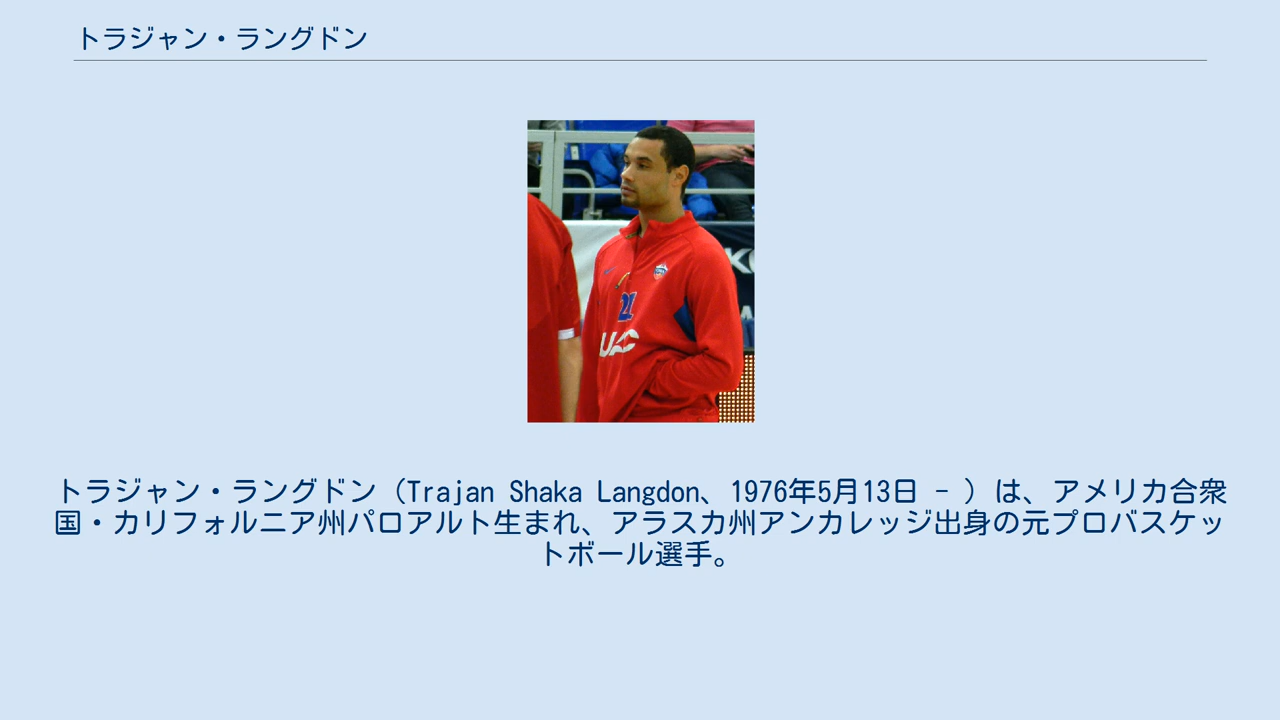 トラジャン・ラングドン
21
トラジャン・ラングドン（Trajan Shaka Langdon、1976年5月13日 - ）は、アメリカ合衆
国・カリフォルニア州パロアルト生まれ、アラスカ州アンカレッジ出身の元プロバスケッ
トボール選手。